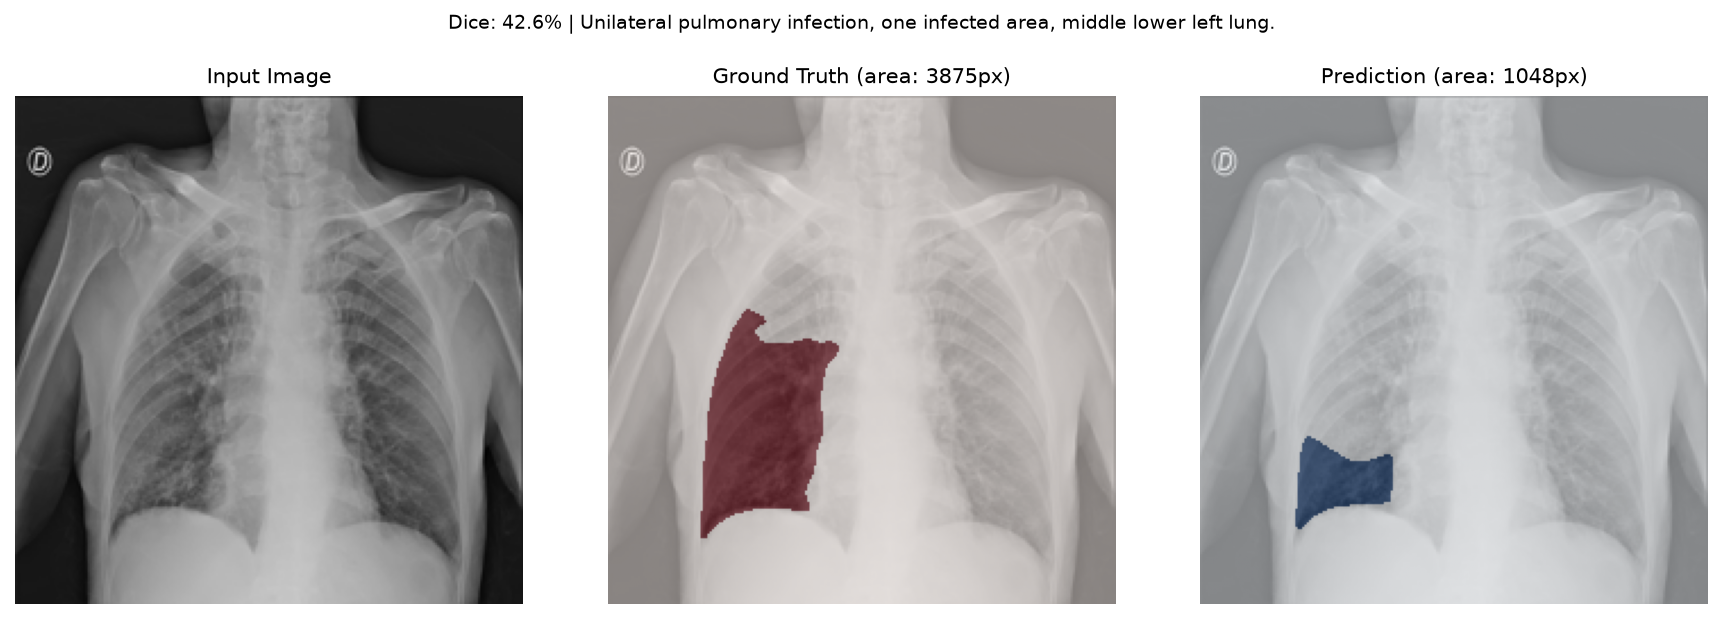 Dice: 42.6% | Unilateral pulmonary infection, one infected area, middle lower left lung.
Input Image
Ground Truth (area: 3875px)
Prediction (area: 1048px)
D
D
D